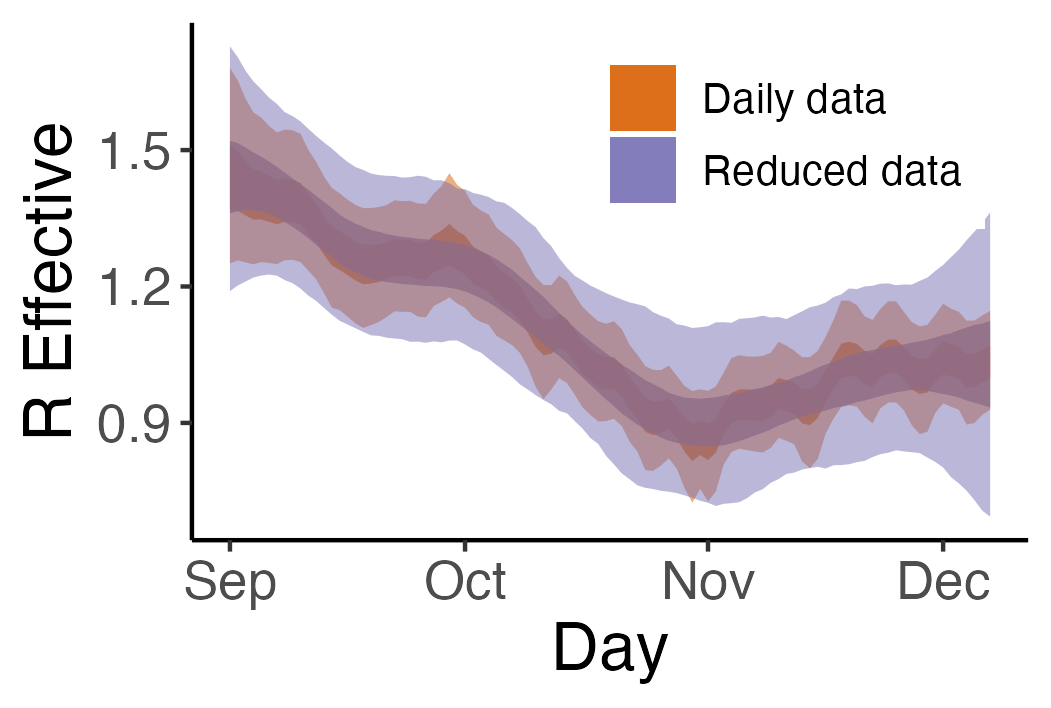 R Effective
1.5
1.2
0.9
Daily data
Reduced data
Sep Oct Nov Dec
Day